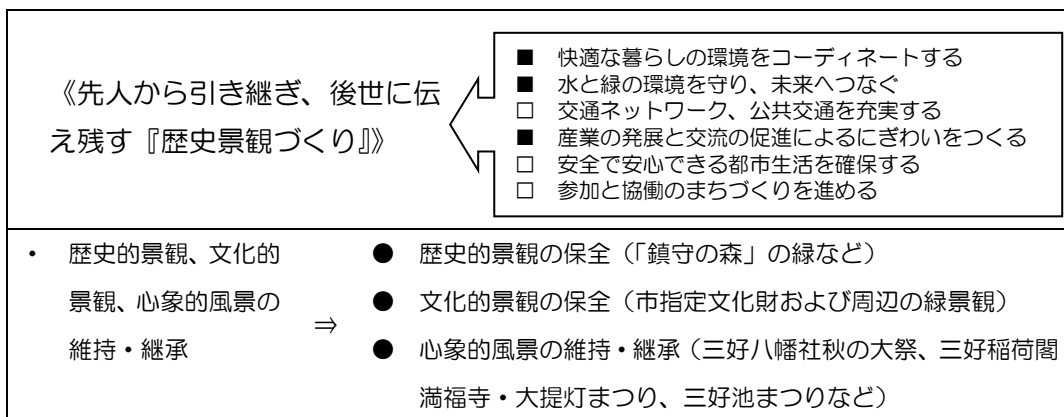 《先人から引き継ぎ、後世に伝
え残す『歴史景観づくり』》
■ 快適な暮らしの環境をコーディネートする
■ 水と緑の環境を守り、未来へつなぐ
□ 交通ネットワーク、公共交通を充実する
■ 産業の発展と交流の促進によるにぎわいをつくる
□ 安全で安心できる都市生活を確保する
□ 参加と協働のまちづくりを進める
・ 歴史的景観、文化的
景観、心象的風景の
維持・継承
⇒
● 歴史的景観の保全（「鎮守の森」の緑など）
● 文化的景観の保全（市指定文化財および周辺の緑景観）
● 心象的風景の維持・継承（三好八幡社秋の大祭、三好稲荷閣
満福寺・大提灯まつり、三好池まつりなど）